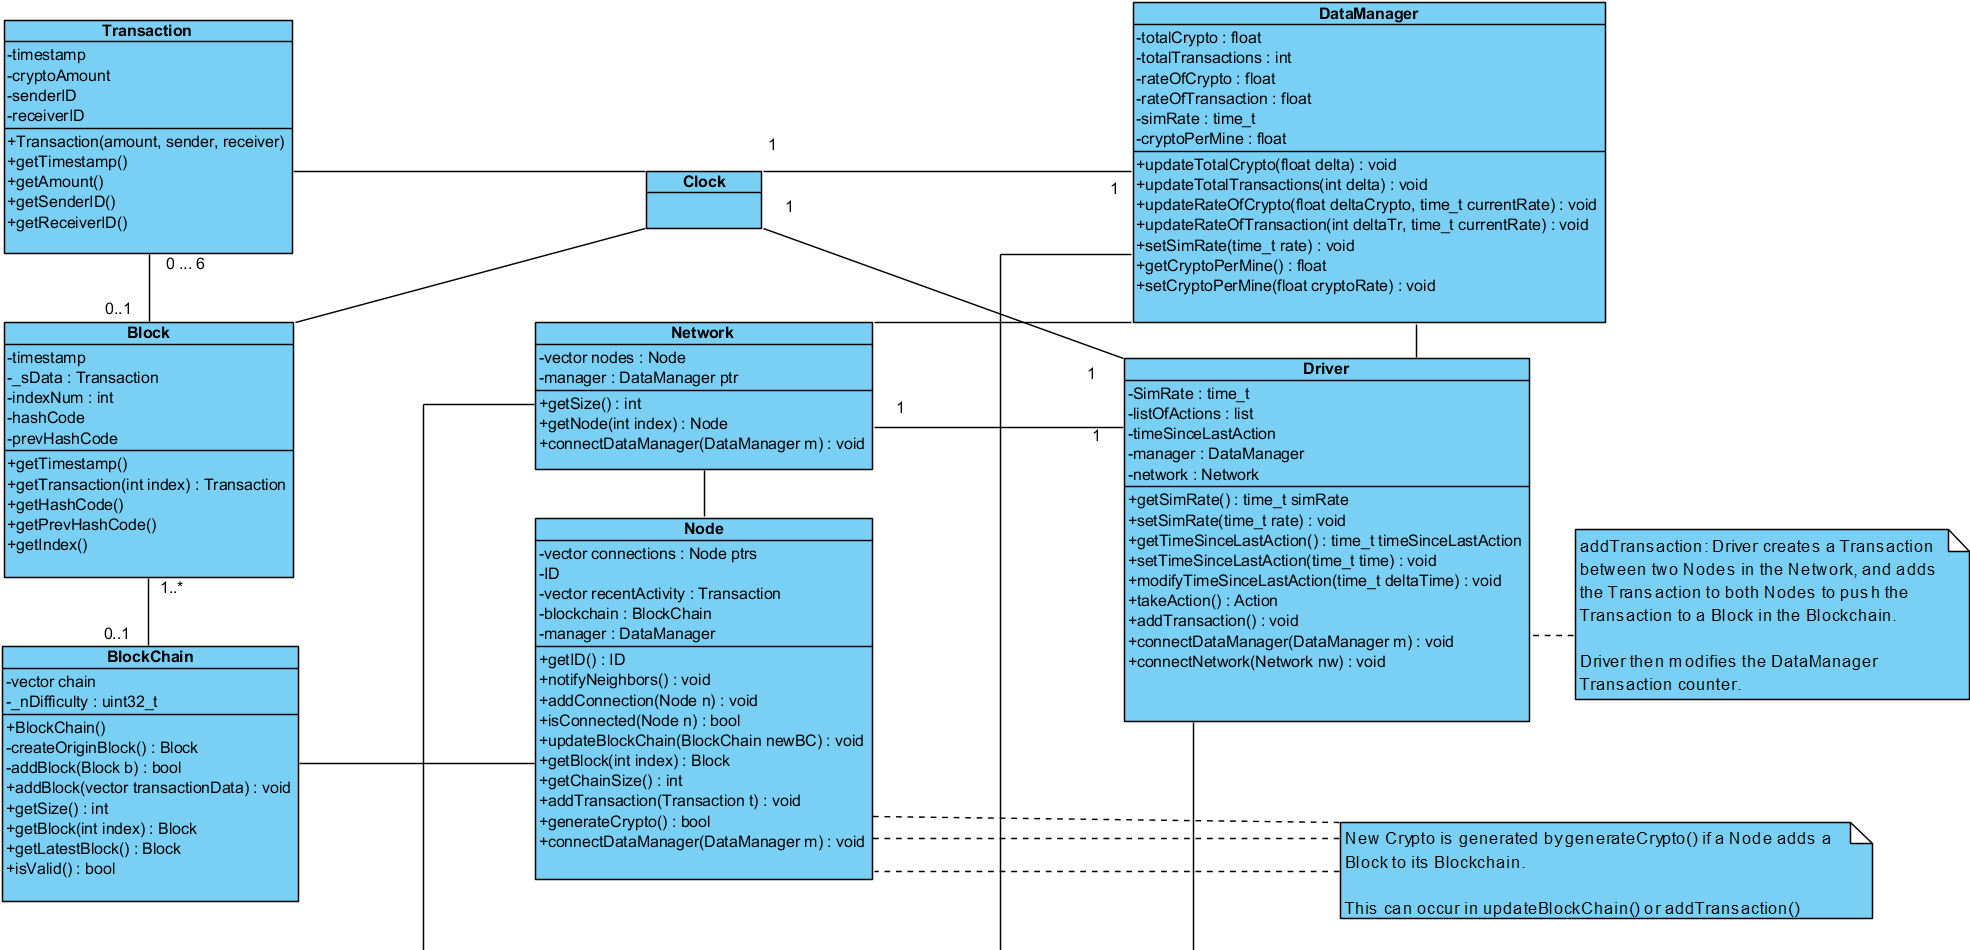 Transaction
-timestamp
-cryptoAmount
-senderID
-receiverID
+Transaction(amount, sender, receiver)
+getTimestamp()
+getAmount()
+getSenderID()
+getReceiverID()
0 ... 6
0..1
Block
-timestamp
-_sData : Transaction
-indexNum : int
-hashCode
-prevHashCode
+getTimestamp()
+getTransaction(int index) : Transaction
+getHashCode()
+getPrevHashCode()
+getIndex()
1..*
0..1
BlockChain
-vector chain
-_nDifficulty : uint32_t
+BlockChain()
-createOriginBlock() : Block
-addBlock(Block b) : bool
+addBlock(vector transactionData) : void
+getSize() : int
+getBlock(int index) : Block
+getLatestBlock() : Block
+isValid() : bool
Clock
1
1
1
Network
-vector nodes : Node
-manager : DataManager ptr
+getSize() : int
+getNode(int index) : Node
+connectDataManager(DataManager m) : void
Node
-vector connections : Node ptrs
-ID
-vector recentActivity : Transaction
-blockchain : BlockChain
-manager : DataManager
+getID() : ID
+notifyNeighbors() : void
+addConnection(Node n) : void
+isConnected(Node n) : bool
+updateBlockChain(BlockChain newBC) : void
+getBlock(int index) : Block
+getChainSize() : int
+addTransaction(Transaction t) : void
+generateCrypto() : bool
+connectDataManager(DataManager m) : void
DataManager
-totalCrypto : float
-totalTransactions : int
-rateOfCrypto : float
-rateOfTransaction : float
-simRate : time_t
-cryptoPerMine : float
+updateTotalCrypto(float delta) : void
+updateTotalTransactions(int delta) : void
+updateRateOfCrypto(float deltaCrypto, time_t currentRate) : void
+updateRateOfTransaction(int deltaTr, time_t currentRate) : void
+setSimRate(time_t rate) : void
+getCryptoPerMine() : float
+setCryptoPerMine(float cryptoRate) : void
1
1
1
Driver
-SimRate : time_t
-listOfActions : list
-timeSinceLastAction
-manager : DataManager
-network : Network
+getSimRate() : time_t simRate
+setSimRate(time_t rate) : void
+getTimeSinceLastAction() : time_t timeSinceLastAction
+setTimeSinceLastAction(time_t time) : void
+modifyTimeSinceLastAction(time_t deltaTime) : void
+takeAction() : Action
+addTransaction() : void
+connectDataManager(DataManager m) : void
+connectNetwork(Network nw) : void
addTransaction: Driver creates a Transaction
between two Nodes in the Network, and adds
the Transaction to both Nodes to push the
Transaction to a Block in the Blockchain.
Driver then modifies the DataManager
Transaction counter.
New Crypto is generated by generateCrypto() if a Node adds a
Block to its Blockchain.
This can occur in updateBlockChain() or addTransaction()